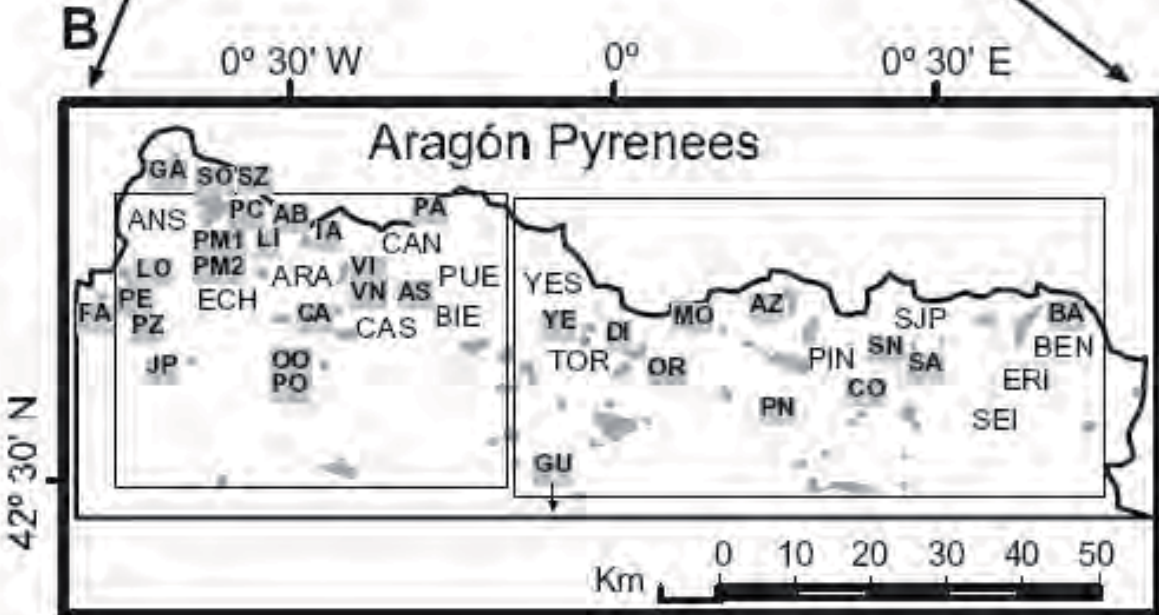 B
0º 30' W 0º 0º 30' E
Aragón Pyrenees
GA SO SZ
ANS PC AB PA
PM1 LI TA CAN
LO PM2 ARA VI PUE YES
FA PE ECH VN AS AZ
PZ CA CAS BIE YE DI MO SJP BA
JP OO TOR OR PIN SN SA BEN
PO CO ERI
PN SEI
GU
42º 30' N
0 10 20 30 40 50
Km